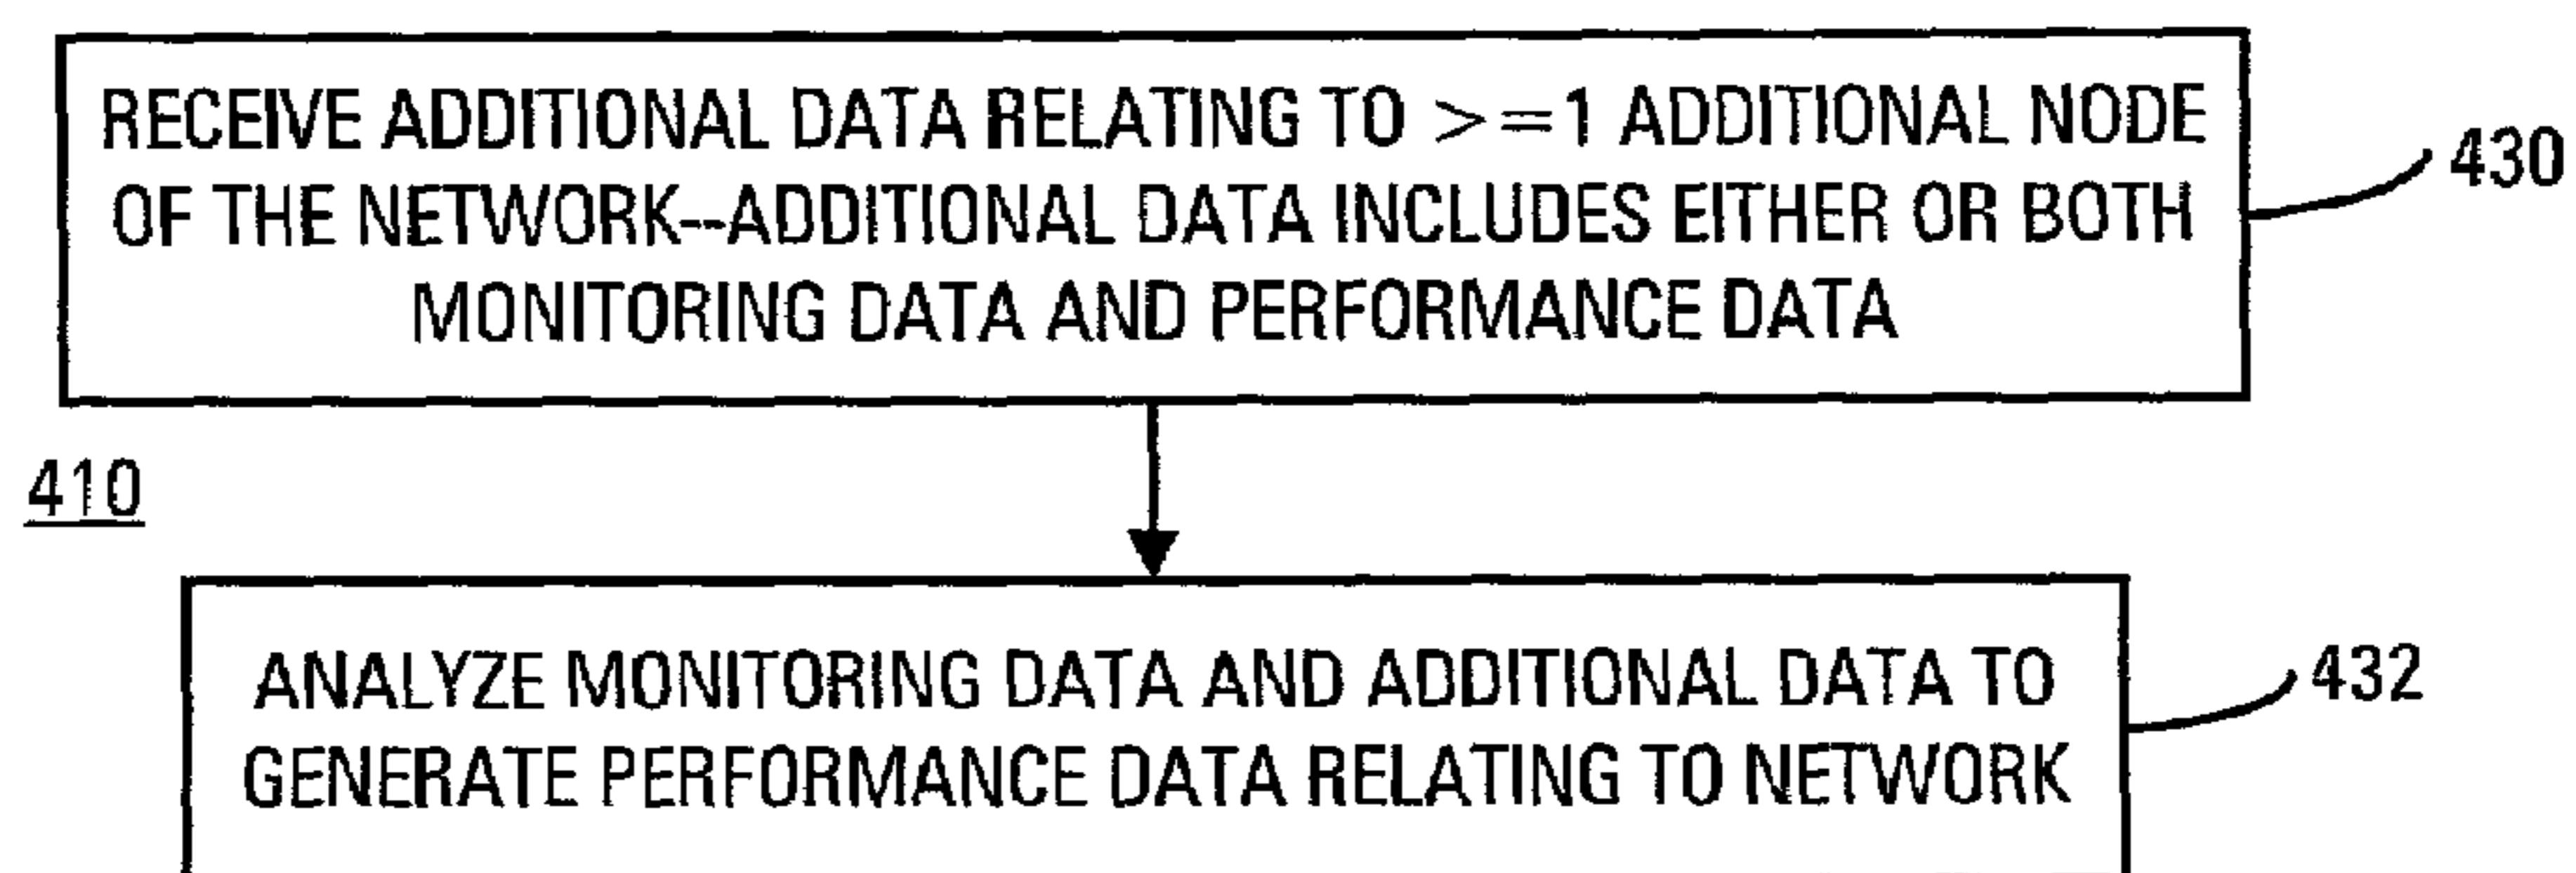 RECEIVE ADDITIONAL DATA RELATING TO >=1 ADDITIONAL NODE
OF THE NETWORK--ADDITIONAL DATA INCLUDES EITHER OR BOTH
MONITORING DATA AND PERFORMANCE DATA
430
410
ANALYZE MONITORING DATA AND ADDITIONAL DATA TO
GENERATE PERFORMANCE DATA RELATING TO NETWORK
432